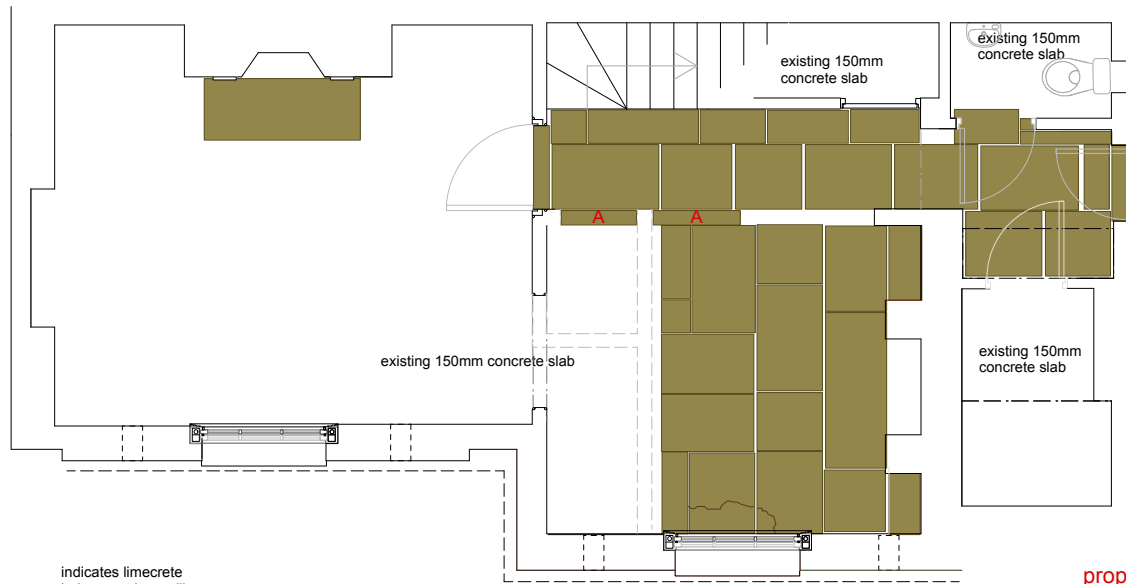 existing 150mm
concrete slab
existing 150mm
concrete slab
A
A
existing 150mm concrete slab
existing 150mm
concrete slab
indicates limecrete
prop